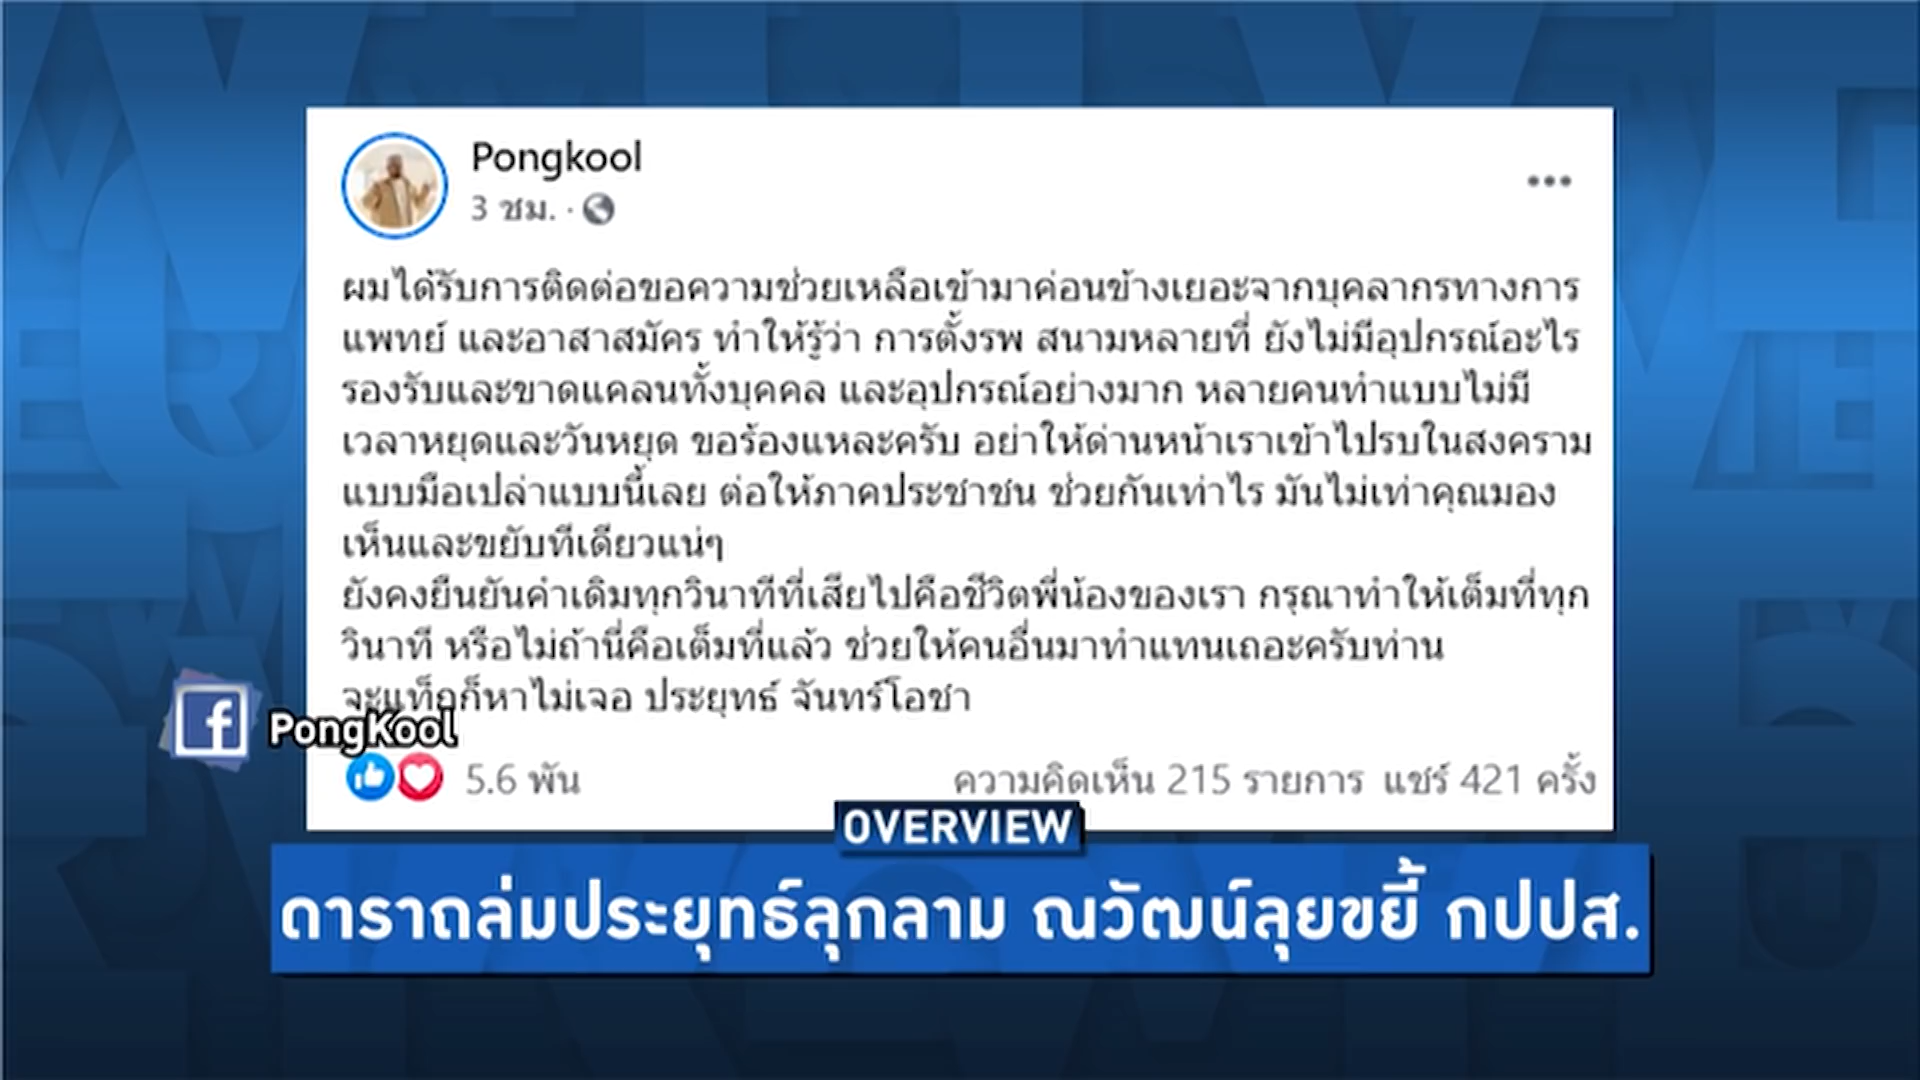 Pongkool
3 ชม. ·
ผมได้รับการติดต่อขอความช่วยเหลือเข้ามาค่อนข้างเยอะจากบุคลากรทางการ
แพทย์ และอาสาสมัคร ทำให้รู้ว่า การตั้งรพ สนามหลายที่ ยังไม่มีอุปกรณ์อะไร
รองรับและขาดแคลนทั้งบุคคล และอุปกรณ์อย่างมาก หลายคนทำแบบไม่มี
เวลาหยุดและวันหยุด ขอร้องแหละครับ อย่าให้ด่านหน้าเราเข้าไปรบในสงคราม
แบบมือเปล่าแบบนี้เลย ต่อให้ภาคประชาชน ช่วยกันเท่าไร มันไม่เท่าคุณมอง
เห็นและขยับทีเดียวแน่ๆ
ยังคงยืนยันคำเดิมทุกวินาทีที่เสียไปคือชีวิตพี่น้องของเรา กรุณาทำให้เต็มที่ทุก
วินาที หรือไม่ถ้านี่คือเต็มที่แล้ว ช่วยให้คนอื่นมาทำแทนเถอะครับท่าน
จะแท็กก็หาไม่เจอ ประยุทธ์ จันทร์โอชา
PongKool
5.6 พัน
ความคิดเห็น 215 รายการ แชร์ 421 ครั้ง
OVERVIEW
ดาราถล่มประยุทธ์ลุกลาม ณวัฒน์ลุยขยี้ กปปส.